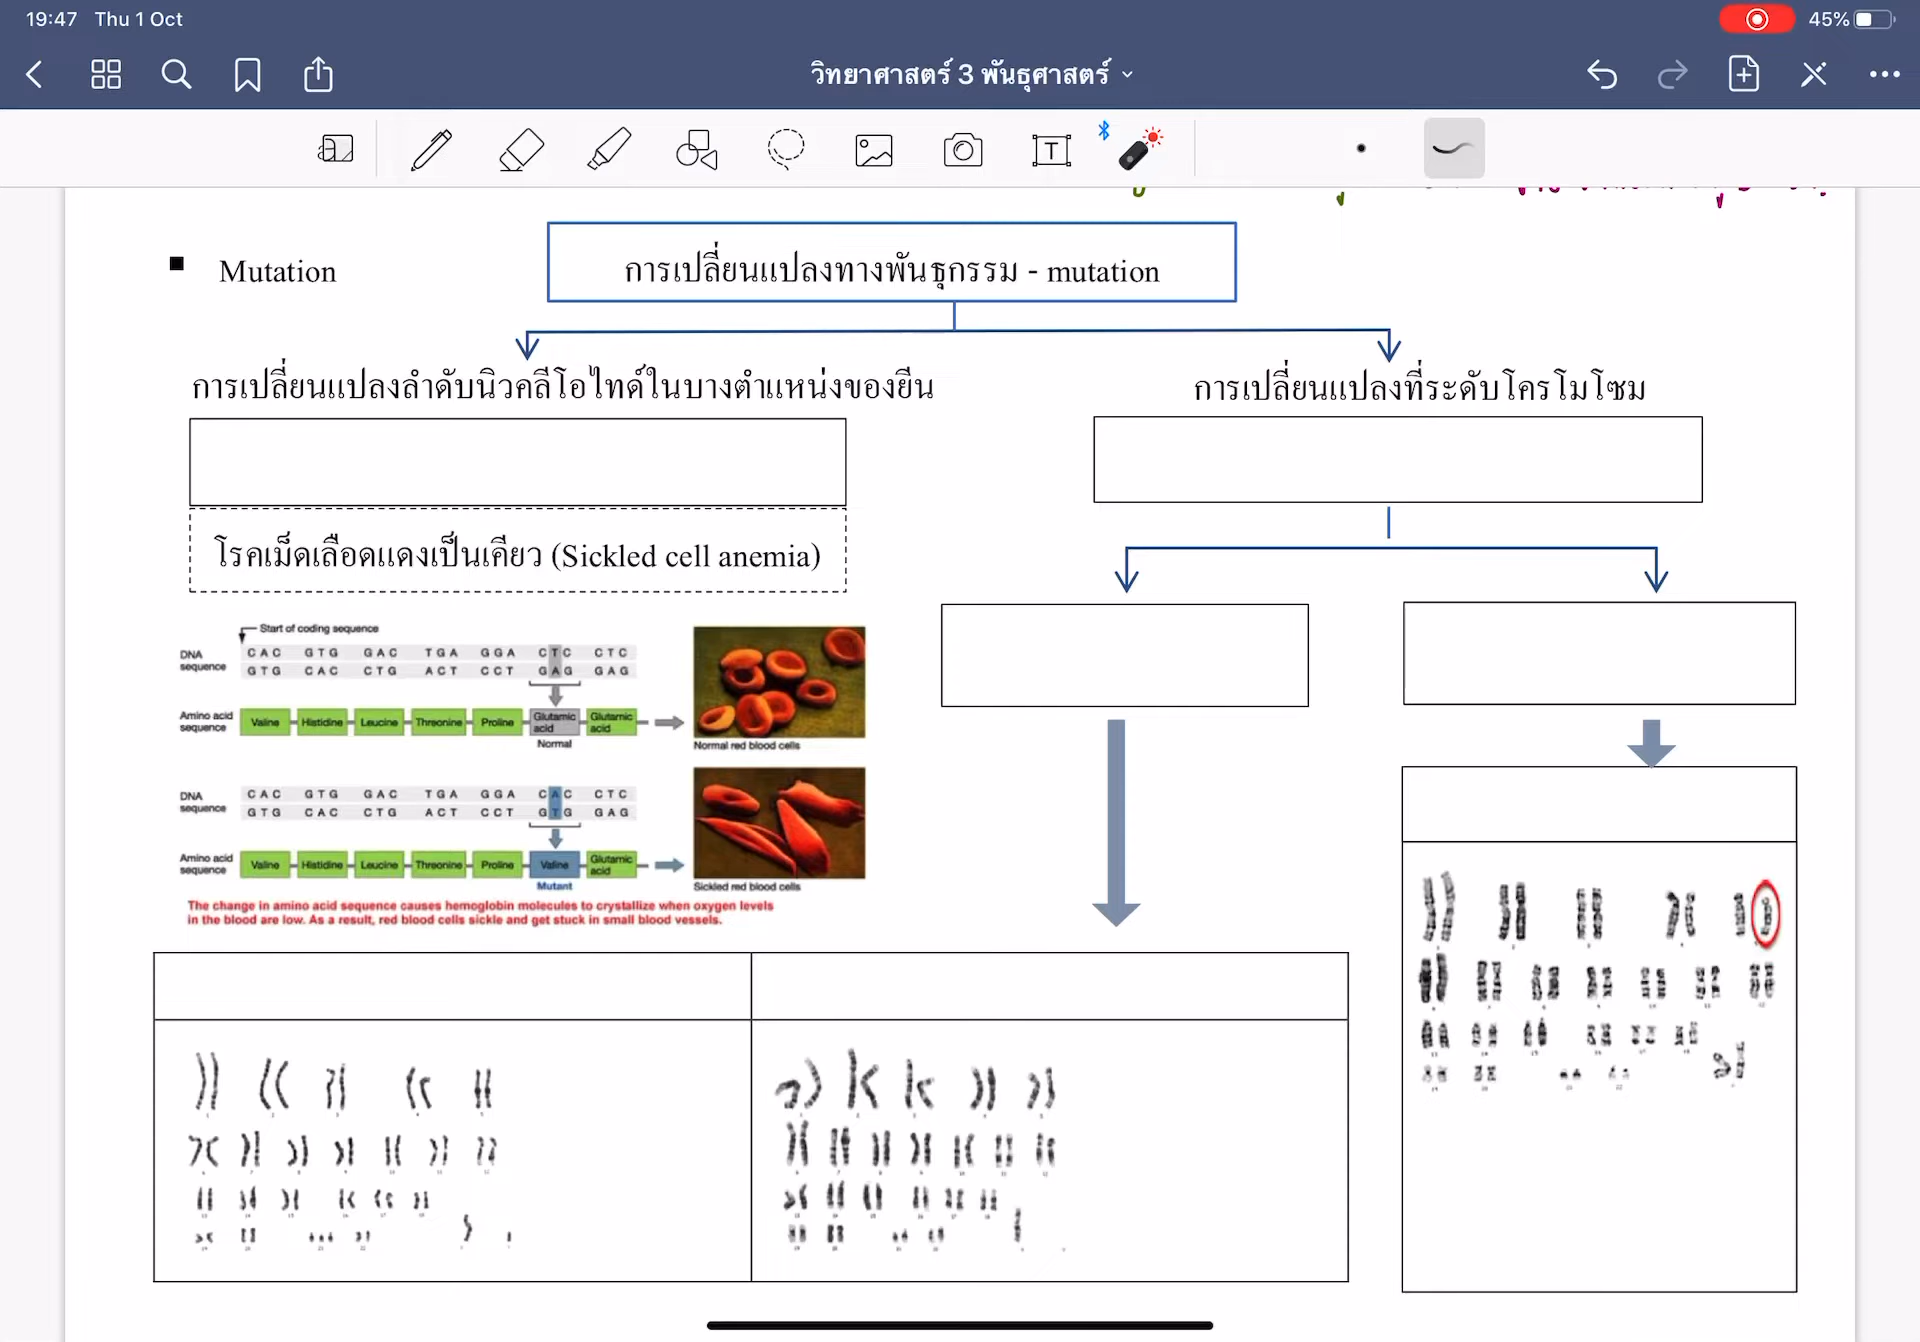 19:47 Thu 1 Oct
45%
วิทยาศาสตร์ 3 พันธุศาสตร์
Mutation
การเปลี่ยนแปลงทางพันธุกรรม - mutation
การเปลี่ยนแปลงลำดับนิวคลีโอไทด์ในบางตำแหน่งของยีน
การเปลี่ยนแปลงที่ระดับโครโมโซม
โรคเม็ดเลือดแดงเป็นเคียว (Sickled cell anemia)
Start of coding sequence
DNA sequence
CAC GTG GAC TGA GGA CTC CTC
GTG CAC CTG ACT CCT GAG GAG
Amino acid sequence
Valine Histidine Leucine Threonine Proline Glutamic acid Glutamic acid
Normal
Normal red blood cells
DNA sequence
CAC GTG GAC TGA GGA CAC CTC
GTG CAC CTG ACT CCT GTG GAG
Amino acid sequence
Valine Histidine Leucine Threonine Proline Valine Glutamic acid
Mutant
Sickled red blood cells
The change in amino acid sequence causes hemoglobin molecules to crystallize when oxygen levels
in the blood are low. As a result, red blood cells sickle and get stuck in small blood vessels.